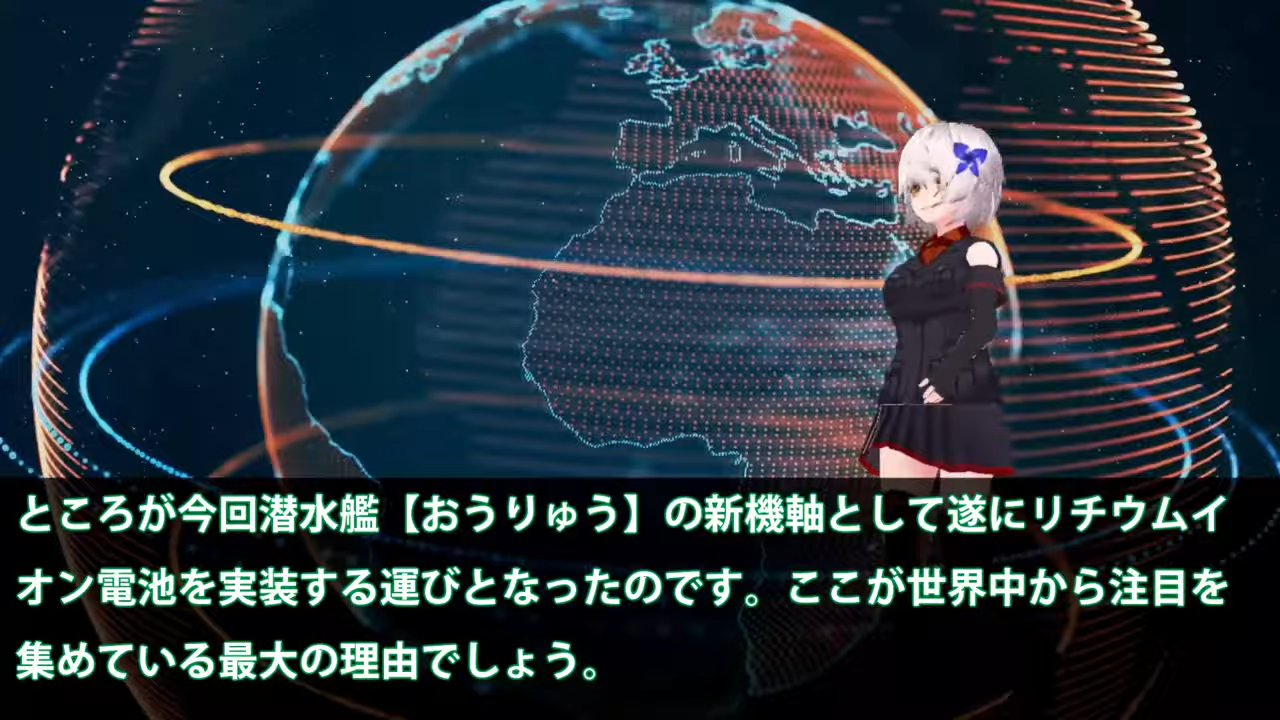 ところが今回潜水艦【おうりゅう】の新機軸として遂にリチウムイ
オン電池を実装する運びとなったのです。ここが世界中から注目を
集めている最大の理由でしょう。